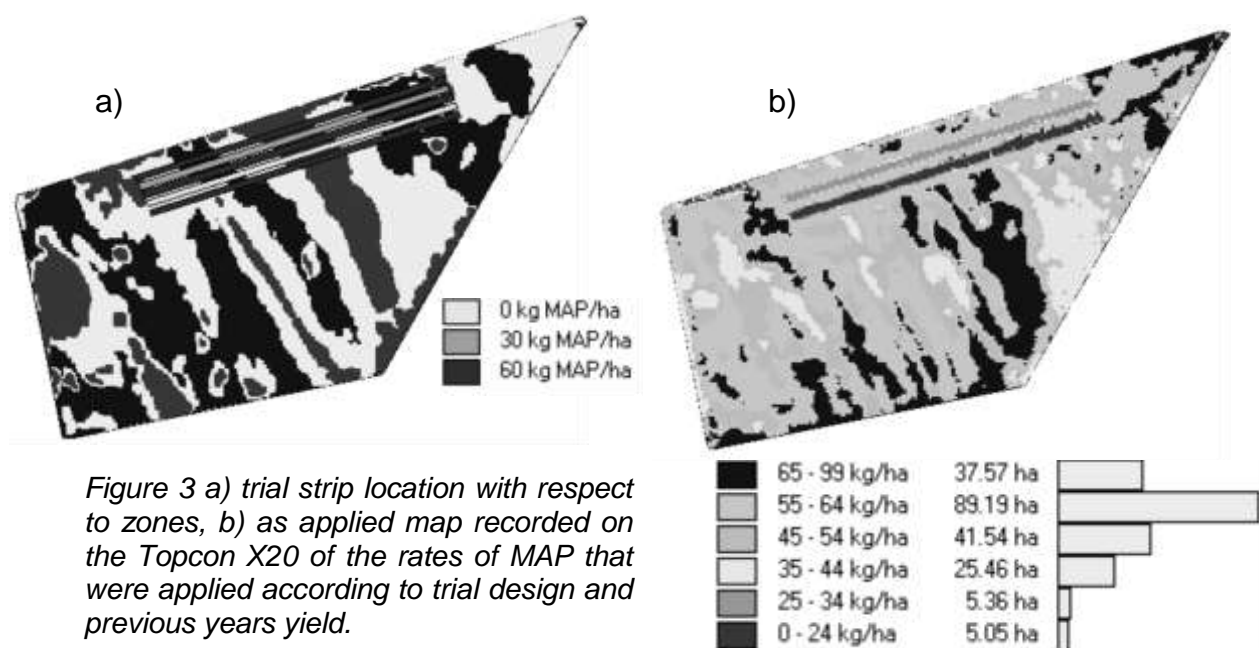 a)
b)
0 kg MAP/ha
30 kg MAP/ha
60 kg MAP/ha
Figure 3 a) trial strip location with respect
to zones, b) as applied map recorded on
the Topcon X20 of the rates of MAP that
were applied according to trial design and
previous years yield.
65 - 99 kg/ha 37.57 ha
55 - 64 kg/ha 89.19 ha
45 - 54 kg/ha 41.54 ha
35 - 44 kg/ha 25.46 ha
25 - 34 kg/ha 5.36 ha
0 - 24 kg/ha 5.05 ha